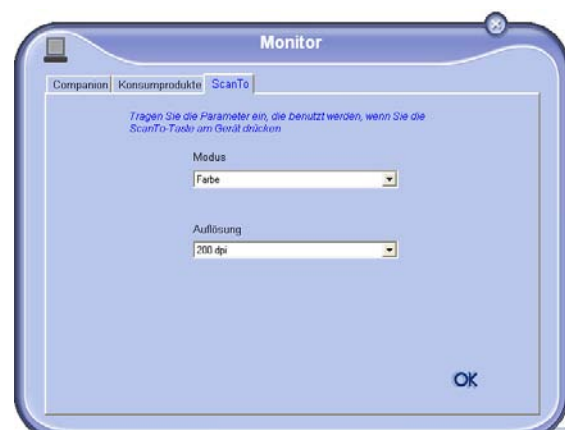 Monitor
Companion Konsumprodukte ScanTo
Tragen Sie die Parameter ein, die benutzt werden, wenn Sie die
ScanTo-Taste am Gerät drücken
Modus
Farbe
Auflösung
200 dpi
OK